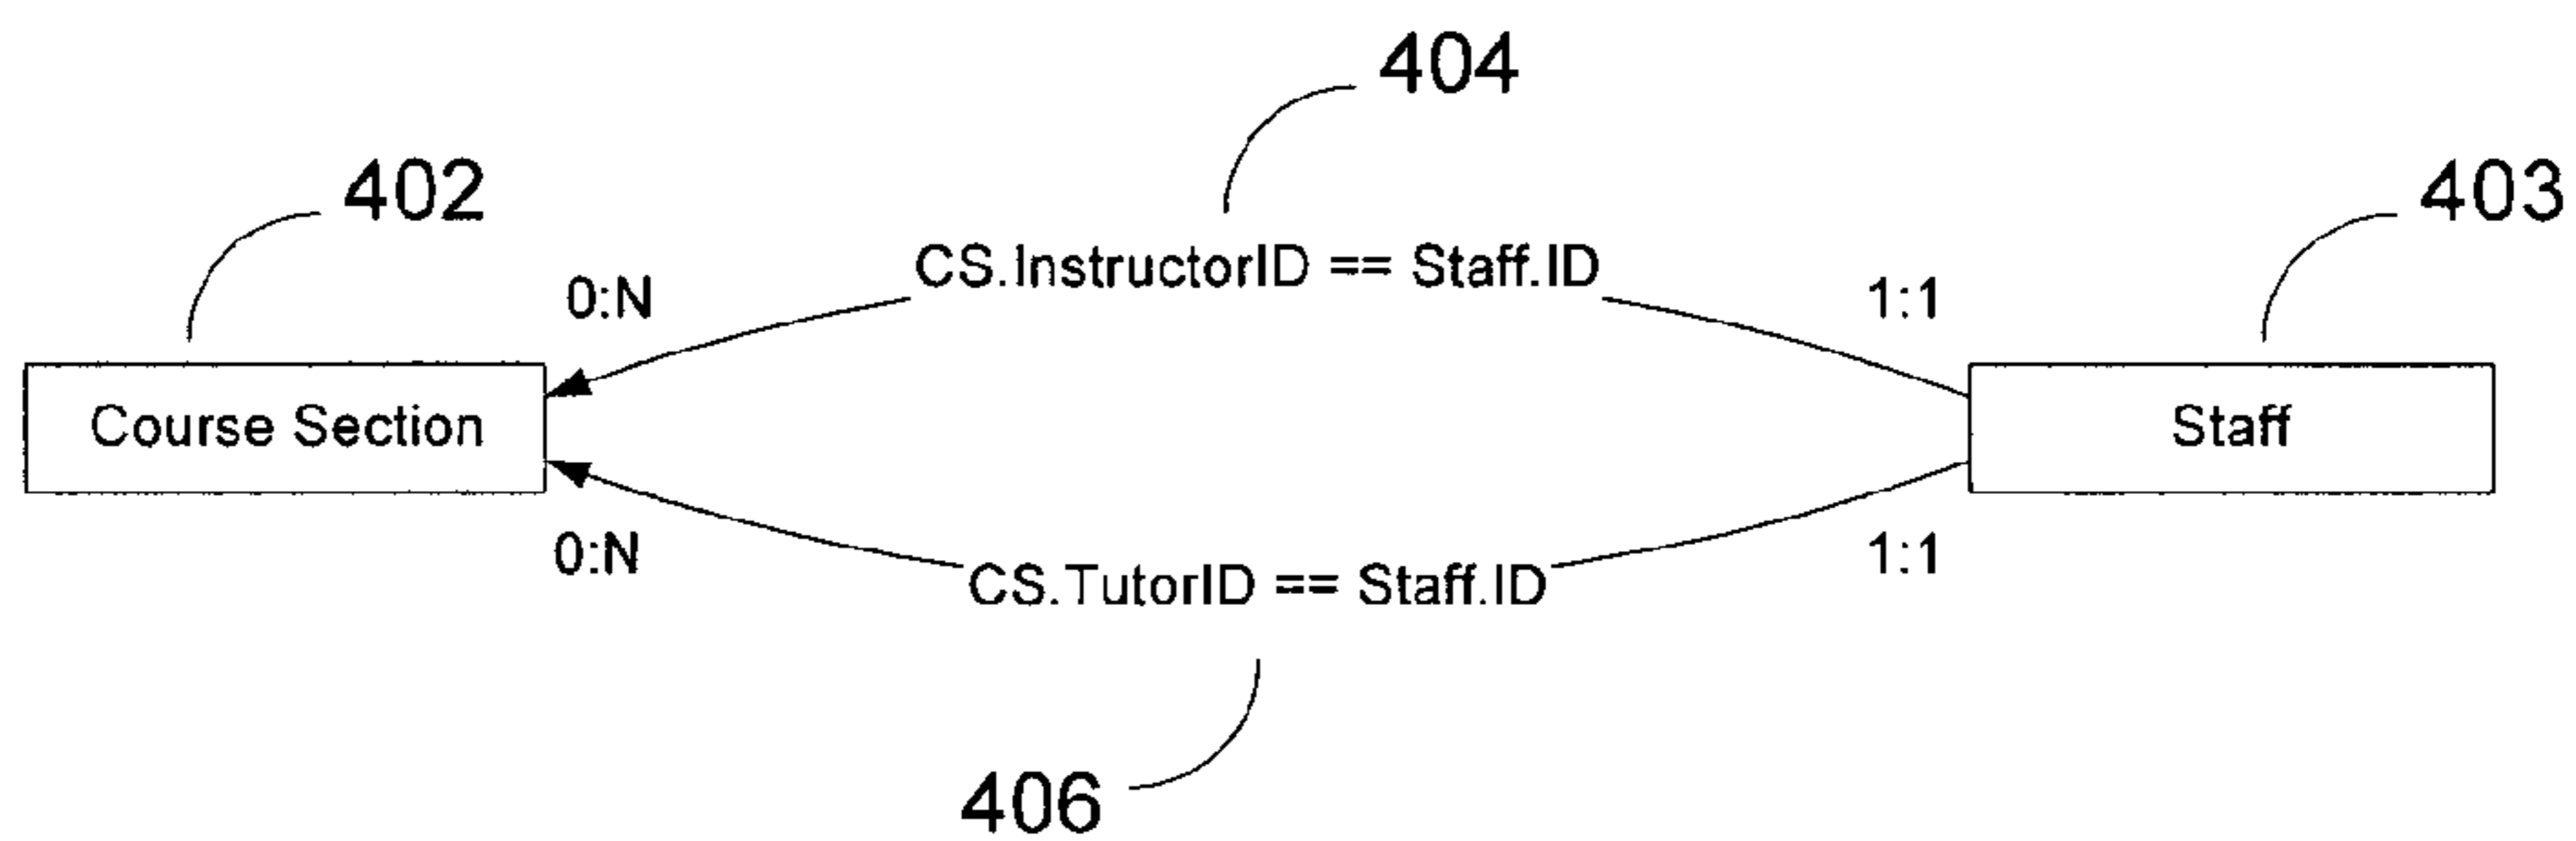 404
402
403
CS.InstructorID == Staff.ID
0:N
1:1
Course Section
Staff
0:N
1:1
CS.TutorID == Staff.ID
406